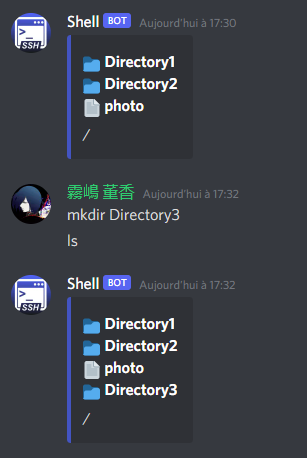 Shell BOT Aujourd'hui à 17:30
Directory1
Directory2
photo
/
霧嶋 董香 Aujourd'hui à 17:32
mkdir Directory3
ls
Shell BOT Aujourd'hui à 17:32
Directory1
Directory2
photo
Directory3
/